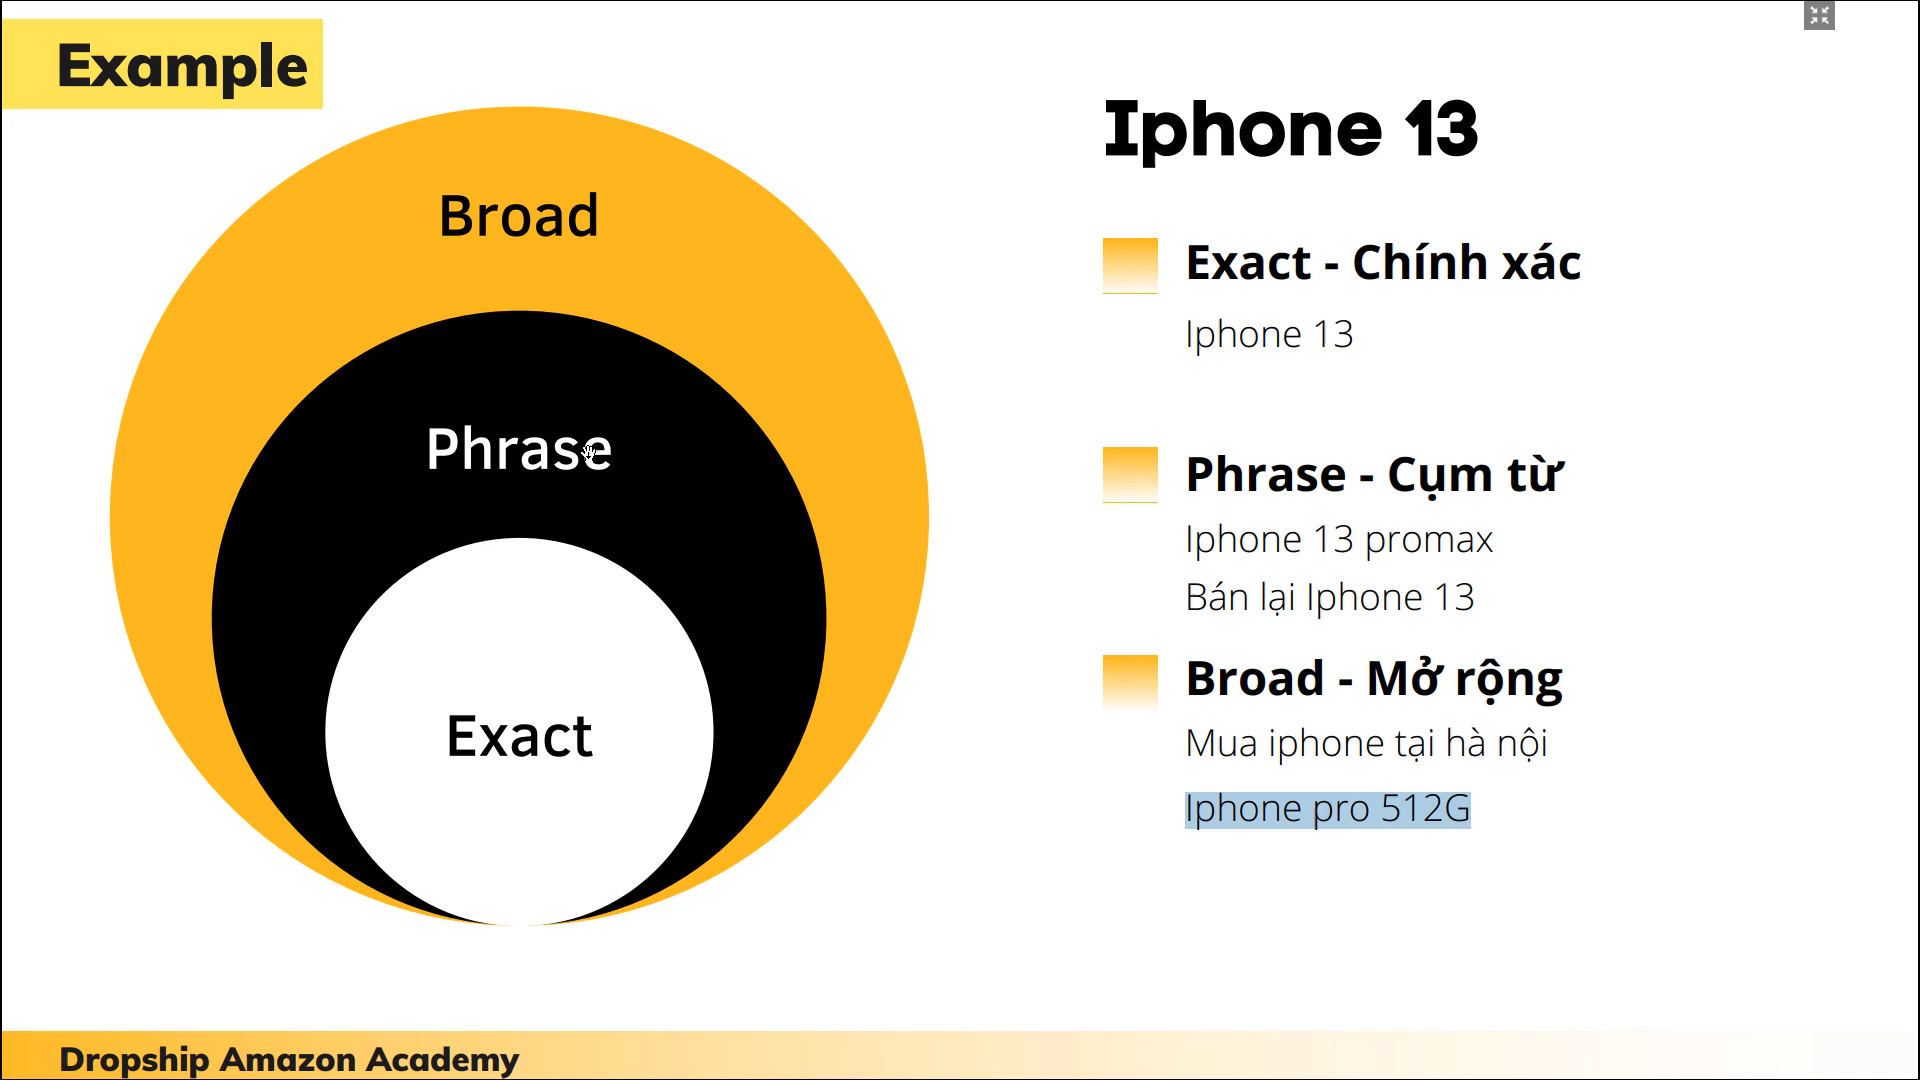 Example
Broad
Phrase
Exact
Iphone 13
Exact - Chính xác
Iphone 13
Phrase - Cụm từ
Iphone 13 promax
Bán lại Iphone 13
Broad - Mở rộng
Mua iphone tại hà nội
Iphone pro 512G
Dropship Amazon Academy